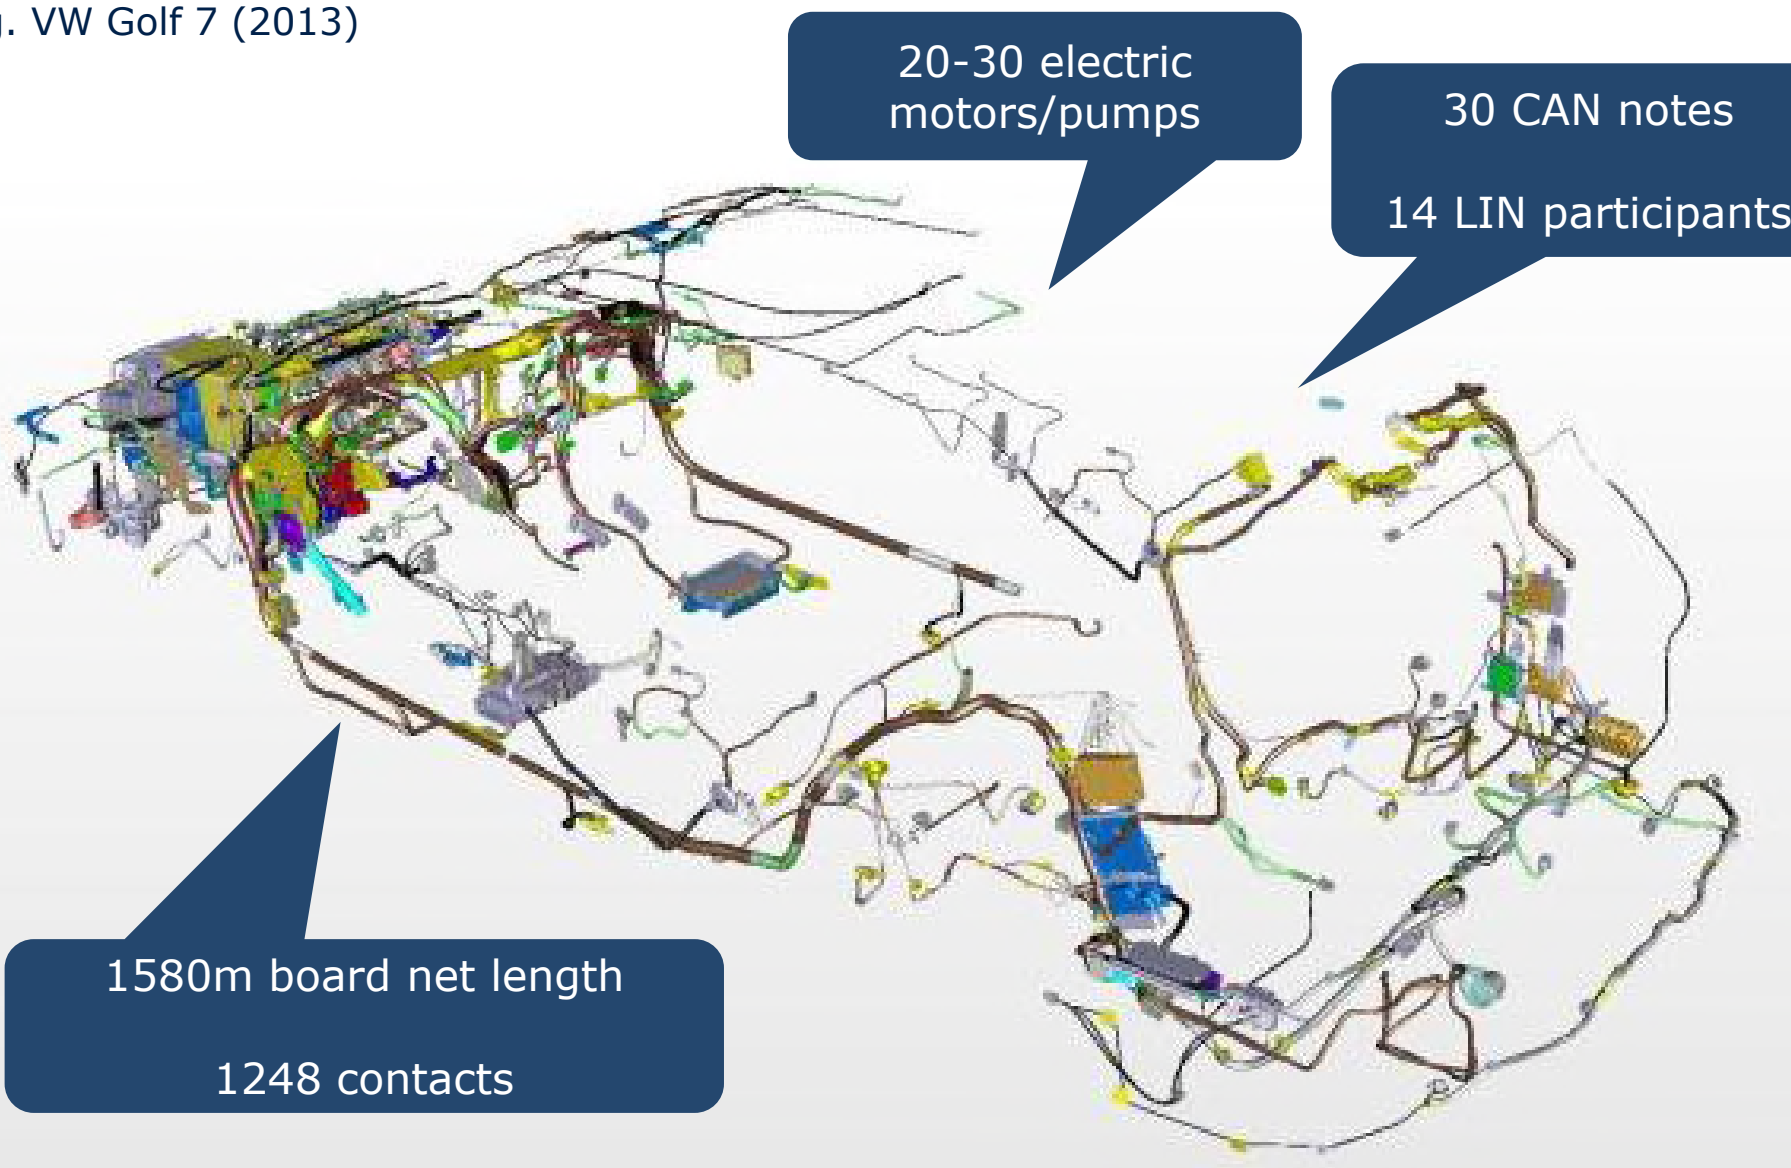 g. VW Golf 7 (2013)
20-30 electric
motors/pumps
30 CAN notes
14 LIN participants
1580m board net length
1248 contacts